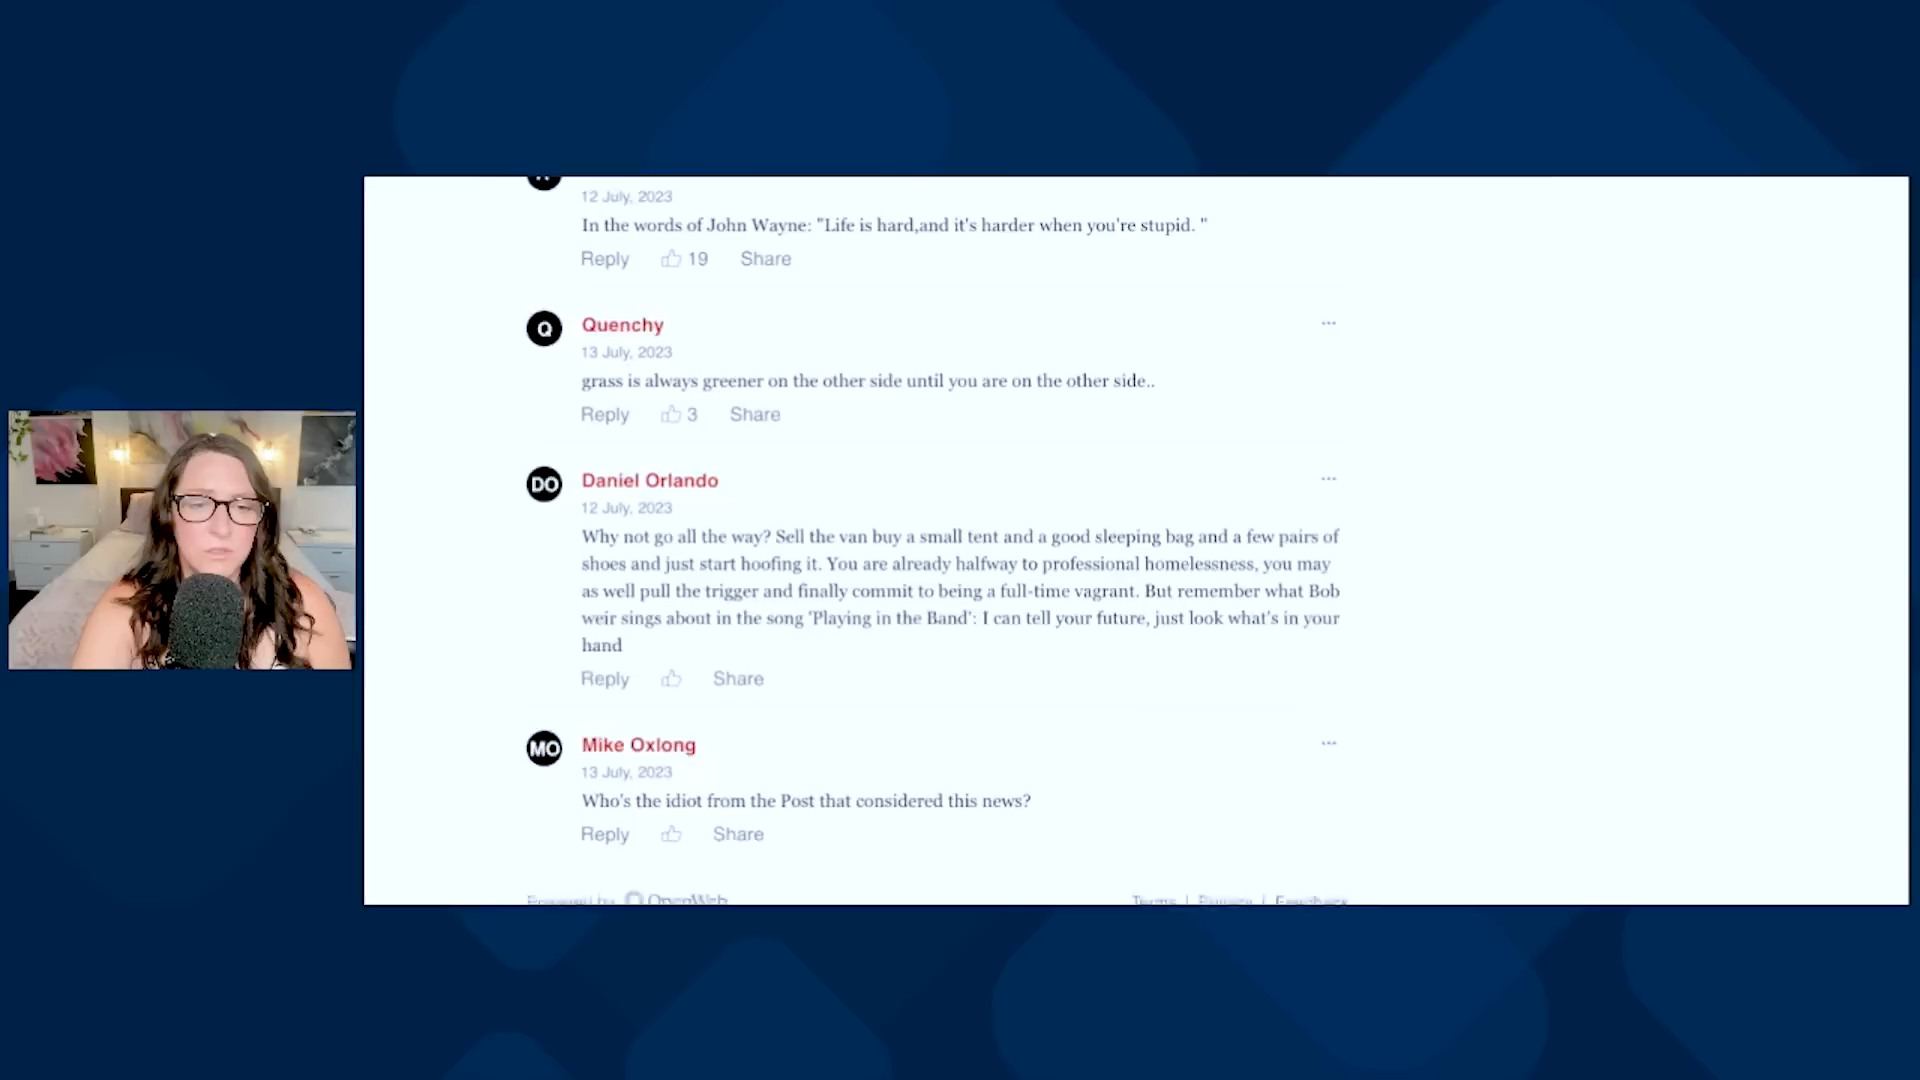 12 July, 2023
In the words of John Wayne: "Life is hard,and it's harder when you're stupid. "
Reply 19 Share
Q Quenchy ...
13 July, 2023
grass is always greener on the other side until you are on the other side..
Reply 3 Share
DO Daniel Orlando ...
12 July, 2023
Why not go all the way? Sell the van buy a small tent and a good sleeping bag and a few pairs of
shoes and just start hoofing it. You are already halfway to professional homelessness, you may
as well pull the trigger and finally commit to being a full-time vagrant. But remember what Bob
weir sings about in the song 'Playing in the Band': I can tell your future, just look what's in your
hand
Reply Share
MO Mike Oxlong ...
13 July, 2023
Who's the idiot from the Post that considered this news?
Reply Share
Powered by OpenWeb Terms | Privacy | Feedback